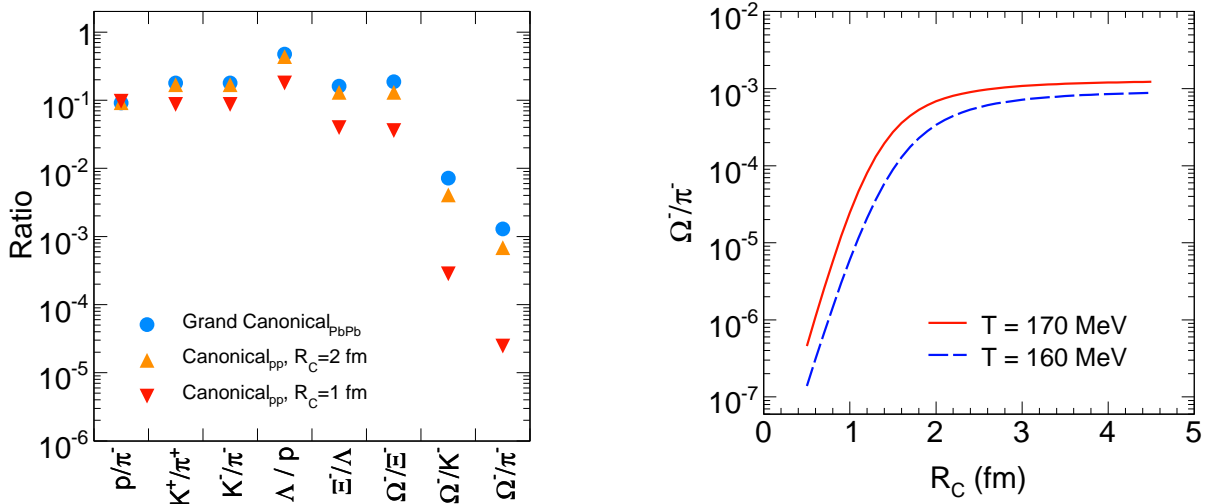 Ratio
1
10⁻¹
10⁻²
10⁻³
10⁻⁴
10⁻⁵
10⁻⁶
Grand Canonical_PbPb
Canonical_pp, R_C=2 fm
Canonical_pp, R_C=1 fm
p/π⁻
K⁺/π⁺
K⁻/π⁻
Λ / p
Ξ⁻/Λ
Ω⁻/Ξ⁻
Ω⁻/K⁻
Ω⁻/π⁻
Ω⁻/π⁻
10⁻²
10⁻³
10⁻⁴
10⁻⁵
10⁻⁶
10⁻⁷
T = 170 MeV
T = 160 MeV
0 1 2 3 4 5
R_C (fm)